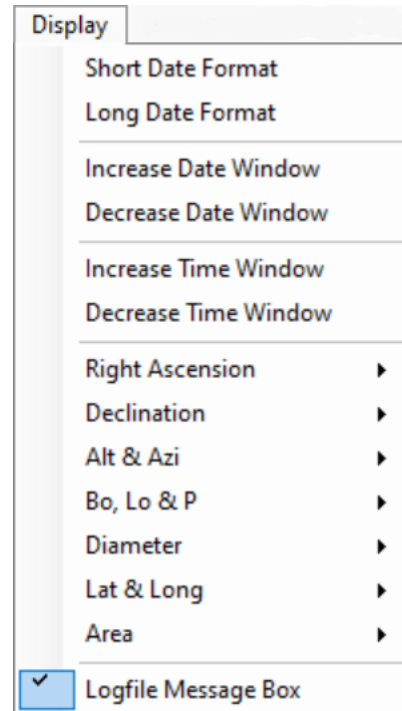 Display
Short Date Format
Long Date Format
Increase Date Window
Decrease Date Window
Increase Time Window
Decrease Time Window
Right Ascension
Declination
Alt & Azi
Bo, Lo & P
Diameter
Lat & Long
Area
Logfile Message Box